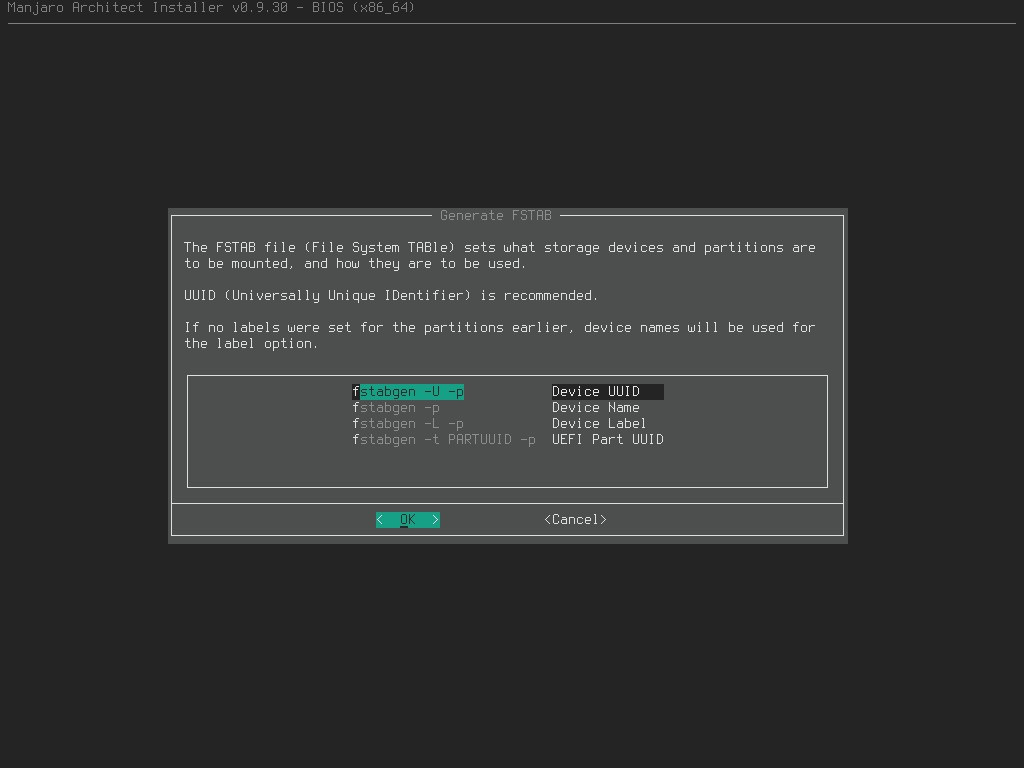 Manjaro Architect Installer v0.9.30 - BIOS (x86_64)
Generate FSTAB
The FSTAB file (File System TABle) sets what storage devices and partitions are
to be mounted, and how they are to be used.
UUID (Universally Unique IDentifier) is recommended.
If no labels were set for the partitions earlier, device names will be used for
the label option.
fstabgen -U -p Device UUID
fstabgen -p Device Name
fstabgen -L -p Device Label
fstabgen -t PARTUUID -p UEFI Part UUID
< OK > <Cancel>